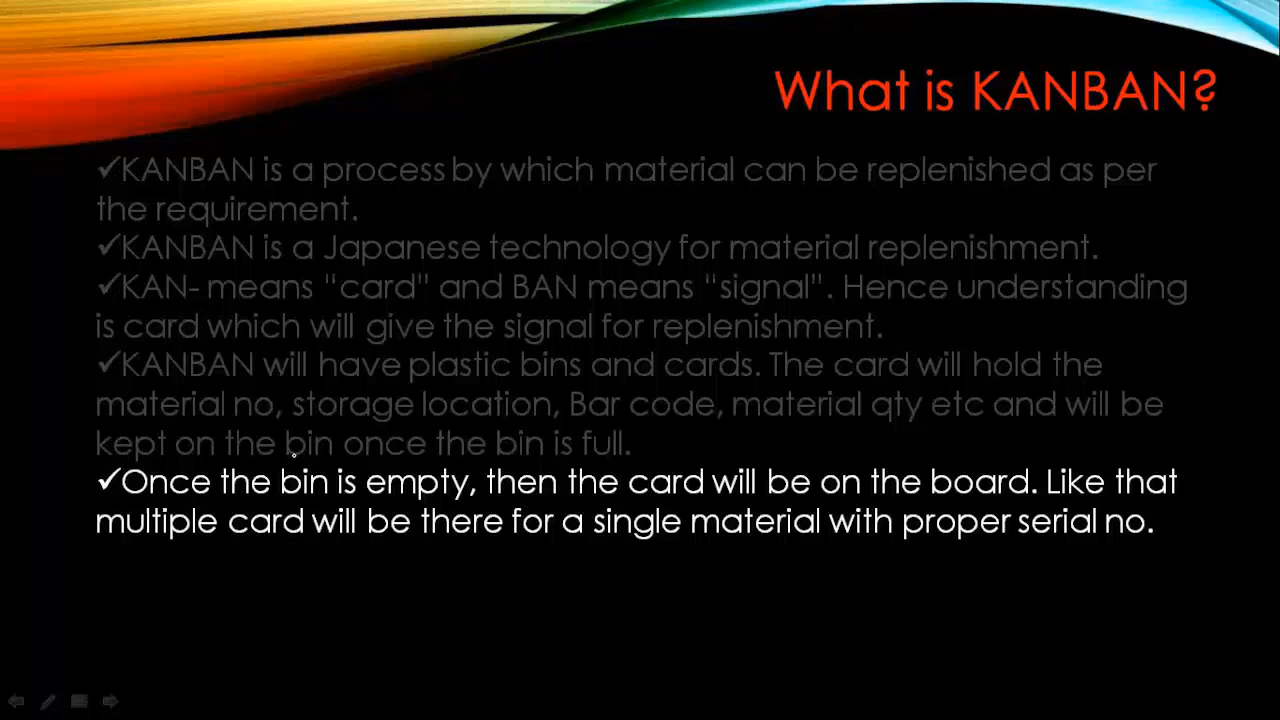 What is KANBAN?
✓KANBAN is a process by which material can be replenished as per
the requirement.
✓KANBAN is a Japanese technology for material replenishment.
✓KAN- means "card" and BAN means "signal". Hence understanding
is card which will give the signal for replenishment.
✓KANBAN will have plastic bins and cards. The card will hold the
material no, storage location, Bar code, material qty etc and will be
kept on the bin once the bin is full.
✓Once the bin is empty, then the card will be on the board. Like that
multiple card will be there for a single material with proper serial no.